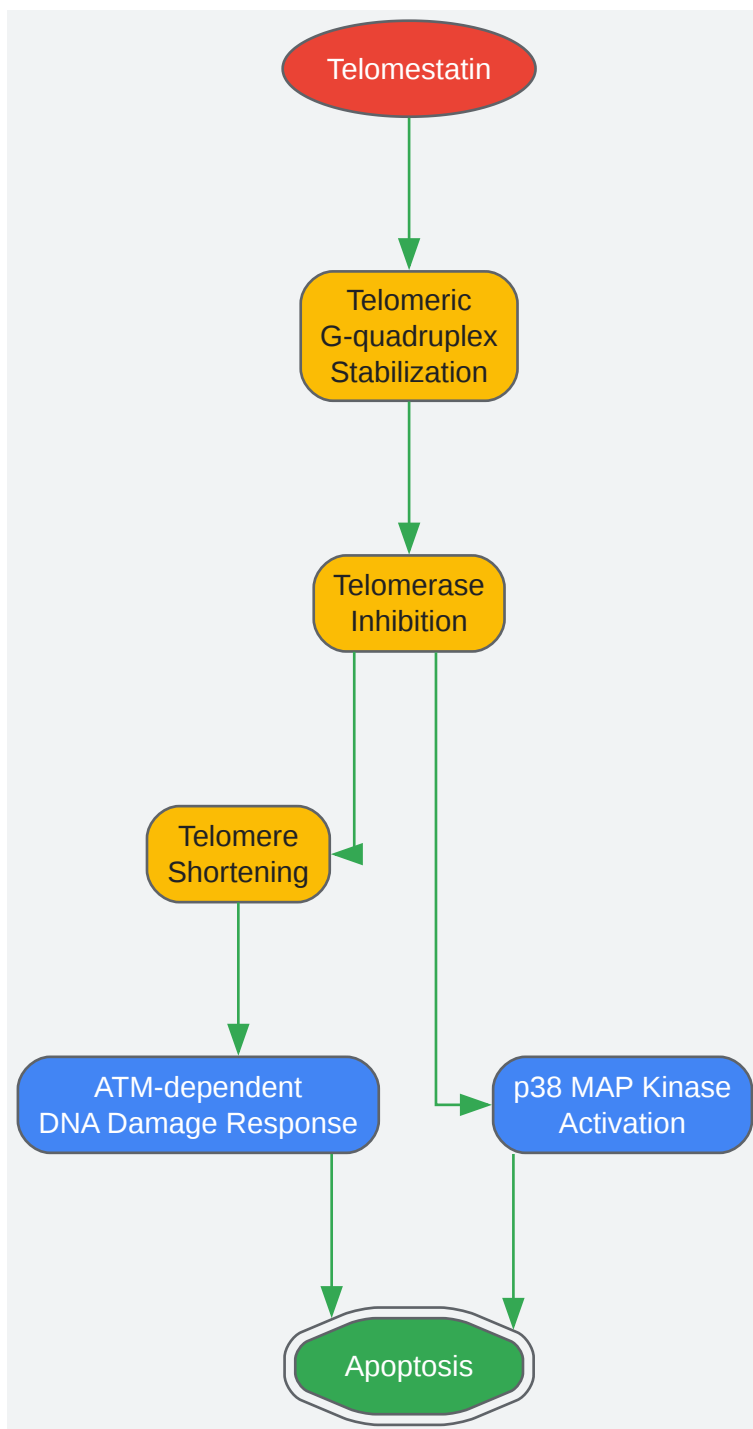 Telomestatin
Telomeric
G-quadruplex
Stabilization
Telomerase
Inhibition
Telomere
Shortening
ATM-dependent
DNA Damage Response
p38 MAP Kinase
Activation
Apoptosis